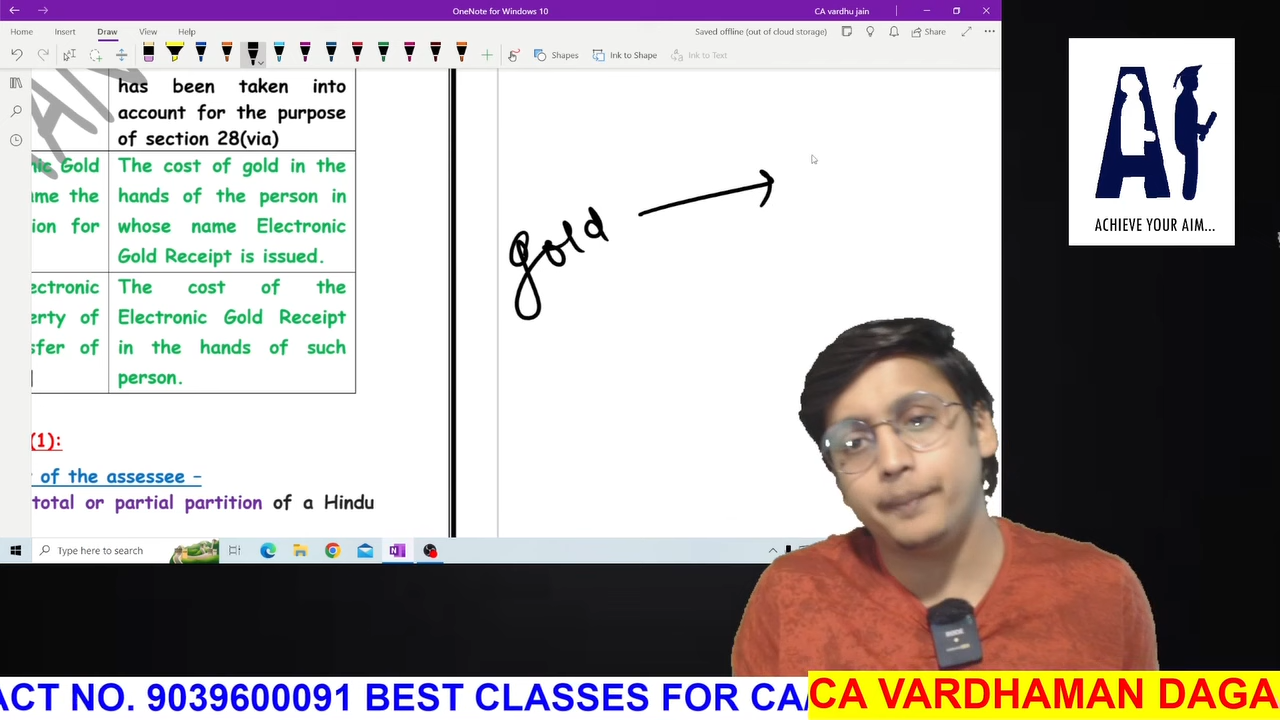 OneNote for Windows 10
CA vardhu jain
Home Insert Draw View Help
Saved offline (out of cloud storage)
Share
Shapes
Ink to Shape
Ink to Text
has been taken into
account for the purpose
of section 28(via)
nic Gold
The cost of gold in the
me the
hands of the person in
ion for
whose name Electronic
Gold Receipt is issued.
ectronic
The cost of the
erty of
Electronic Gold Receipt
sfer of
in the hands of such
person.
(1):
of the assessee –
total or partial partition of a Hindu
gold
ACHIEVE YOUR AIM...
Type here to search
ACT NO. 9039600091 BEST CLASSES FOR CA
CA VARDHAMAN DAGA